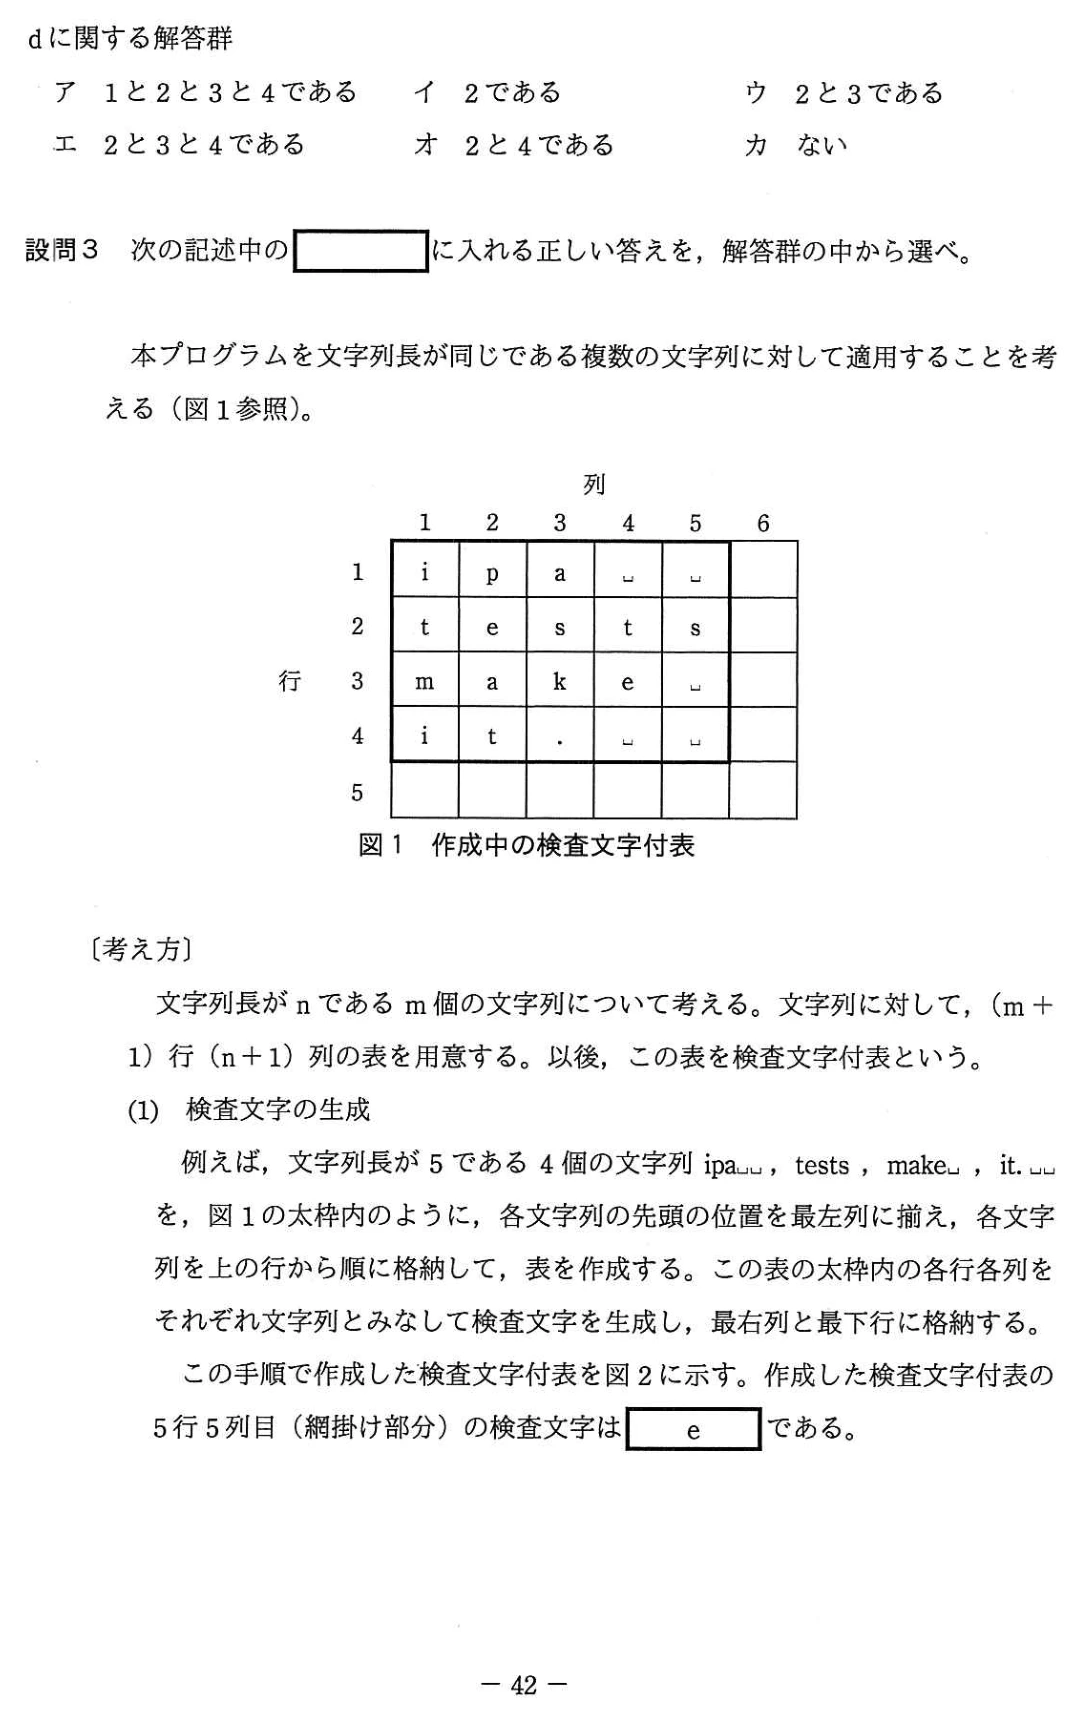 dに関する解答群
ア 1と2と3と4である イ 2である ウ 2と3である
エ 2と3と4である オ 2と4である カ ない
設問3 次の記述中の に入れる正しい答えを，解答群の中から選べ。
本プログラムを文字列長が同じである複数の文字列に対して適用することを考
える（図1参照）。
列
1 2 3 4 5 6
1 i p a ␣ ␣
2 t e s t s
行 3 m a k e ␣
4 i t . ␣ ␣
5
図1 作成中の検査文字付表
〔考え方〕
文字列長が n である m 個の文字列について考える。文字列に対して，（m＋
1）行（n＋1）列の表を用意する。以後，この表を検査文字付表という。
(1) 検査文字の生成
例えば，文字列長が 5 である 4 個の文字列 ipa␣␣，tests，make␣，it.␣␣
を，図1の太枠内のように，各文字列の先頭の位置を最左列に揃え，各文字
列を上の行から順に格納して，表を作成する。この表の太枠内の各行各列を
それぞれ文字列とみなして検査文字を生成し，最右列と最下行に格納する。
この手順で作成した検査文字付表を図2に示す。作成した検査文字付表の
5行5列目（網掛け部分）の検査文字は e である。
－ 42 －